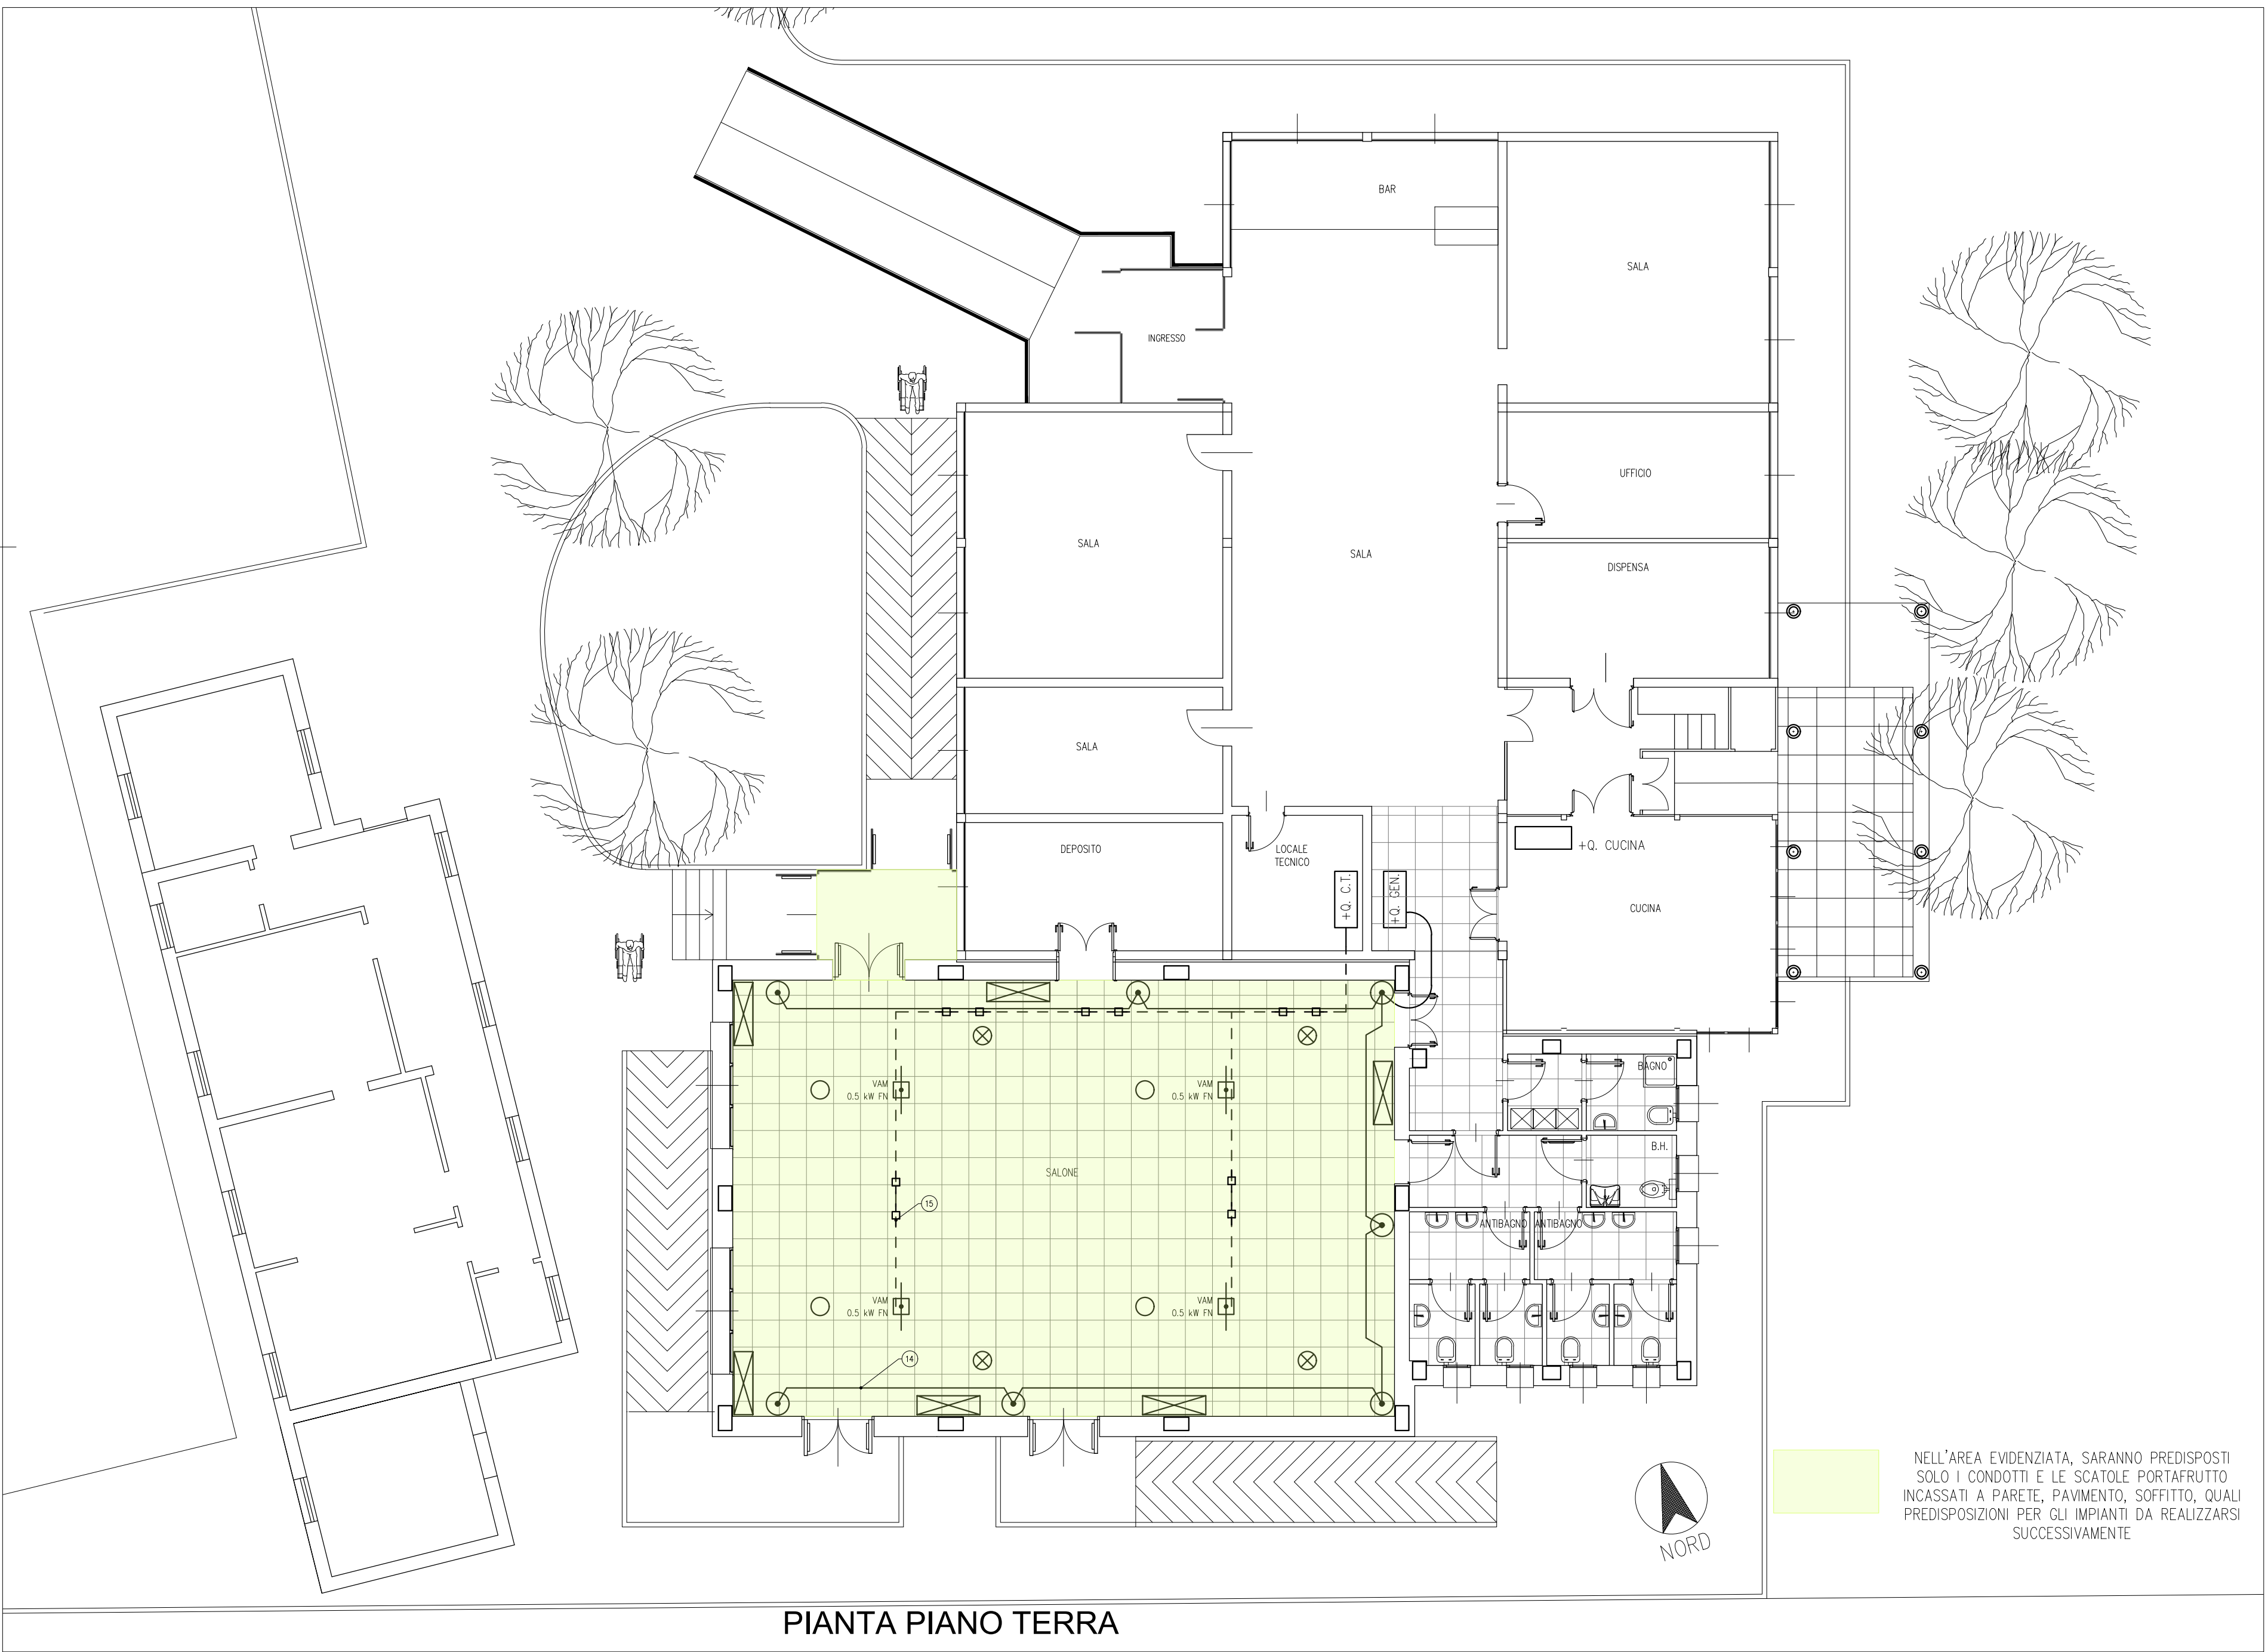 BAR
SALA
INGRESSO
UFFICIO
SALA
SALA
DISPENSA
SALA
DEPOSITO
LOCALE
TECNICO
+Q. C.T.
+Q. GEN.
+Q. CUCINA
CUCINA
BAGNO
B.H.
ANTIBAGNO
ANTIBAGNO
VAM
0.5 kW FN
VAM
0.5 kW FN
SALONE
15
VAM
0.5 kW FN
VAM
0.5 kW FN
14
NORD
NELL'AREA EVIDENZIATA, SARANNO PREDISPOSTI
SOLO I CONDOTTI E LE SCATOLE PORTAFRUTTO
INCASSATI A PARETE, PAVIMENTO, SOFFITTO, QUALI
PREDISPOSIZIONI PER GLI IMPIANTI DA REALIZZARSI
SUCCESSIVAMENTE
PIANTA PIANO TERRA